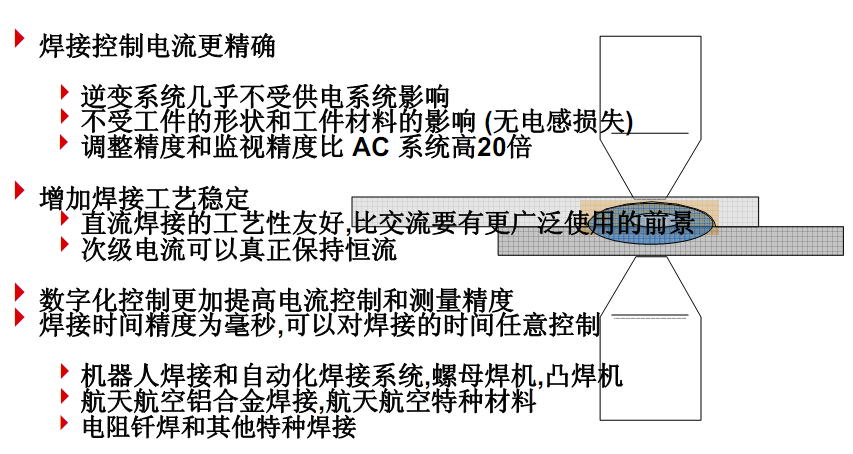 焊接控制电流更精确
逆变系统几乎不受供电系统影响
不受工件的形状和工件材料的影响 (无电感损失)
调整精度和监视精度比 AC 系统高20倍
增加焊接工艺稳定
直流焊接的工艺性友好,比交流要有更广泛使用的前景
次级电流可以真正保持恒流
数字化控制更加提高电流控制和测量精度
焊接时间精度为毫秒,可以对焊接的时间任意控制
机器人焊接和自动化焊接系统,螺母焊机,凸焊机
航天航空铝合金焊接,航天航空特种材料
电阻钎焊和其他特种焊接